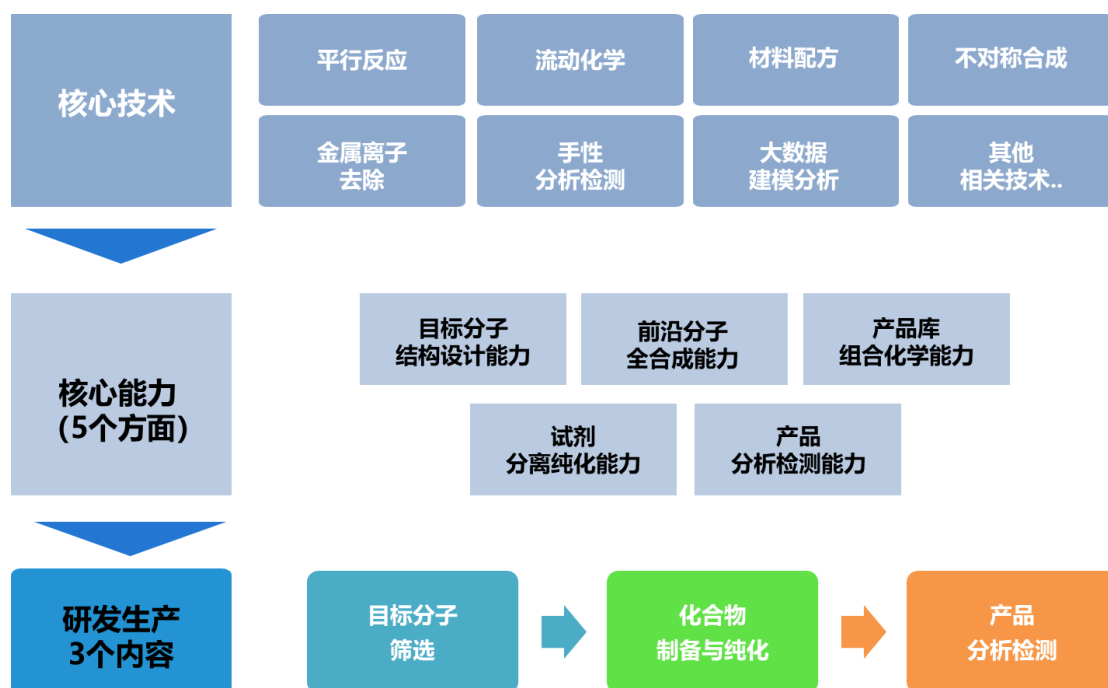 核心技术
平行反应
流动化学
材料配方
不对称合成
金属离子
去除
手性
分析检测
大数据
建模分析
其他
相关技术..
核心能力
(5个方面)
目标分子
结构设计能力
前沿分子
全合成能力
产品库
组合化学能力
试剂
分离纯化能力
产品
分析检测能力
研发生产
3个内容
目标分子
筛选
化合物
制备与纯化
产品
分析检测